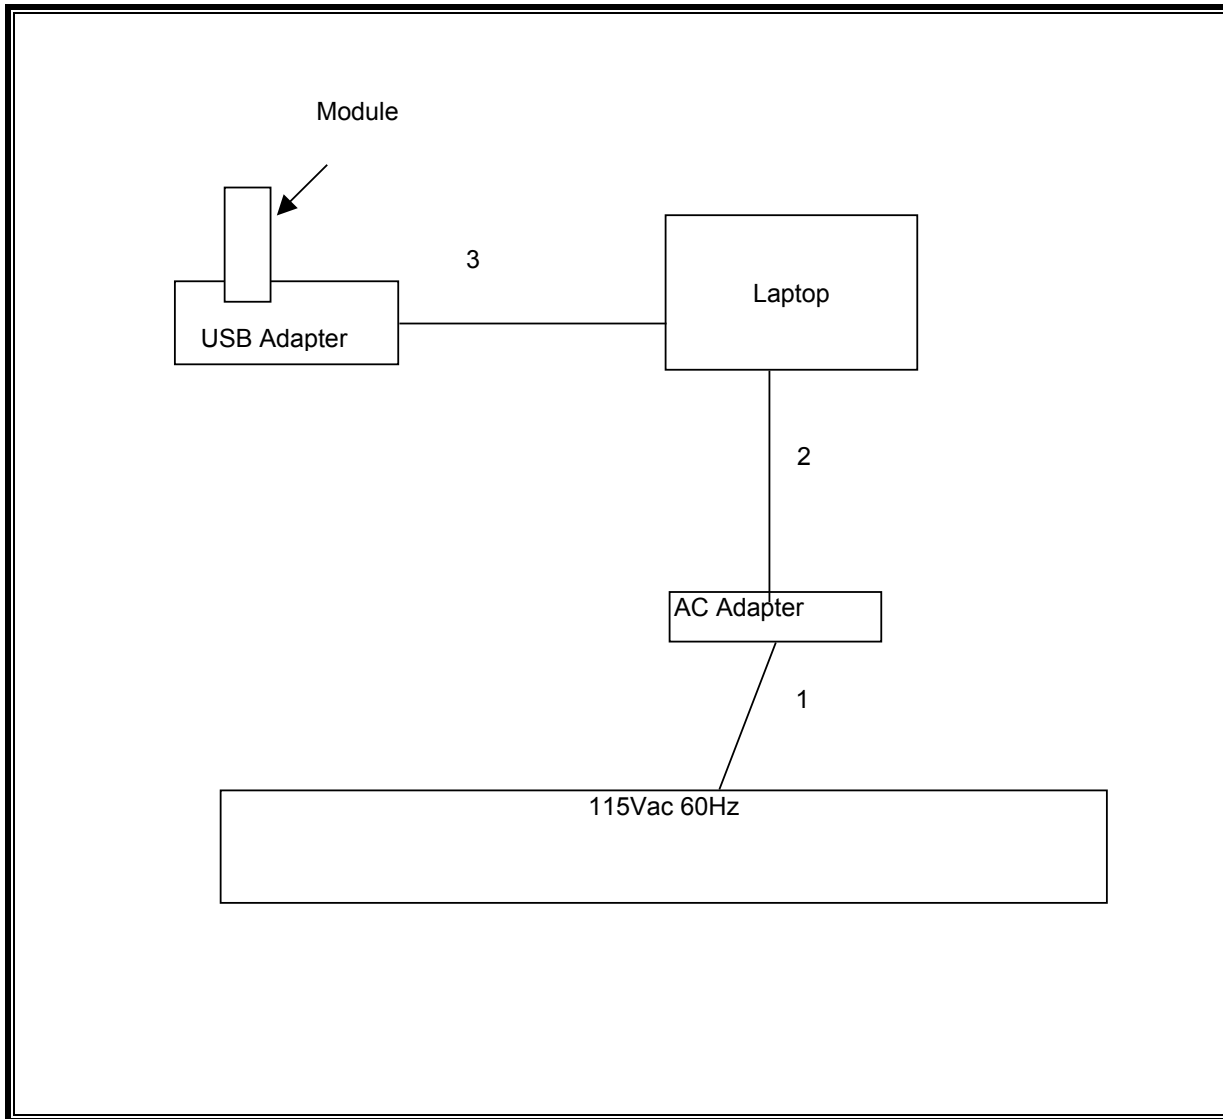 Module
3
Laptop
USB Adapter
2
AC Adapter
1
115Vac 60Hz